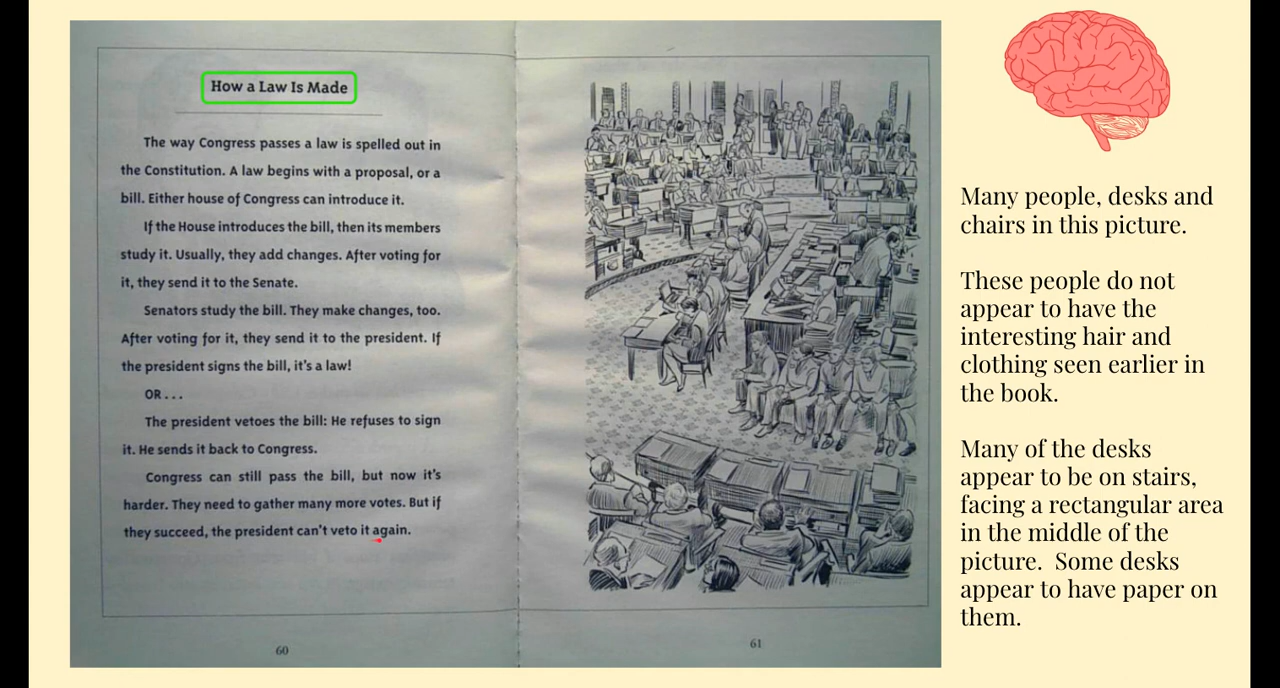 How a Law Is Made
The way Congress passes a law is spelled out in
the Constitution. A law begins with a proposal, or a
bill. Either house of Congress can introduce it.
If the House introduces the bill, then its members
study it. Usually, they add changes. After voting for
it, they send it to the Senate.
Senators study the bill. They make changes, too.
After voting for it, they send it to the president. If
the president signs the bill, it's a law!
OR . . .
The president vetoes the bill: He refuses to sign
it. He sends it back to Congress.
Congress can still pass the bill, but now it's
harder. They need to gather many more votes. But if
they succeed, the president can't veto it again.
60
61
Many people, desks and
chairs in this picture.
These people do not
appear to have the
interesting hair and
clothing seen earlier in
the book.
Many of the desks
appear to be on stairs,
facing a rectangular area
in the middle of the
picture.  Some desks
appear to have paper on
them.